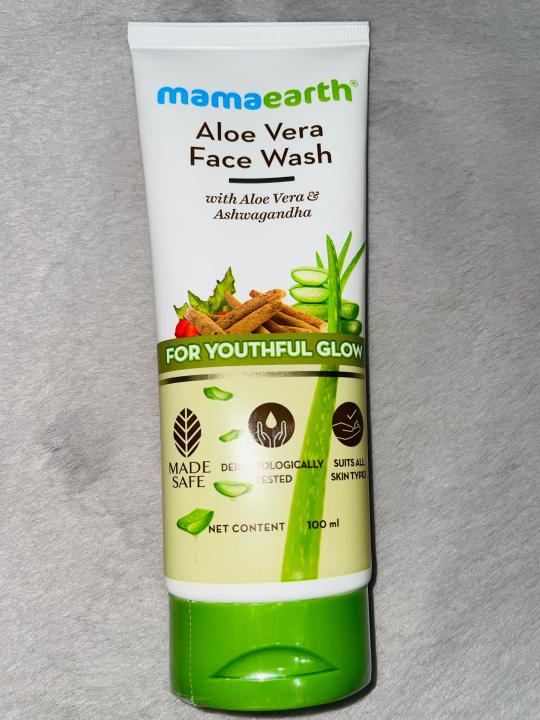 mamaearth®
Aloe Vera
Face Wash
with Aloe Vera &
Ashwagandha
FOR YOUTHFUL GLOW
MADE
SAFE
DERMATOLOGICALLY
TESTED
SUITS ALL
SKIN TYPES
NET CONTENT 100 ml